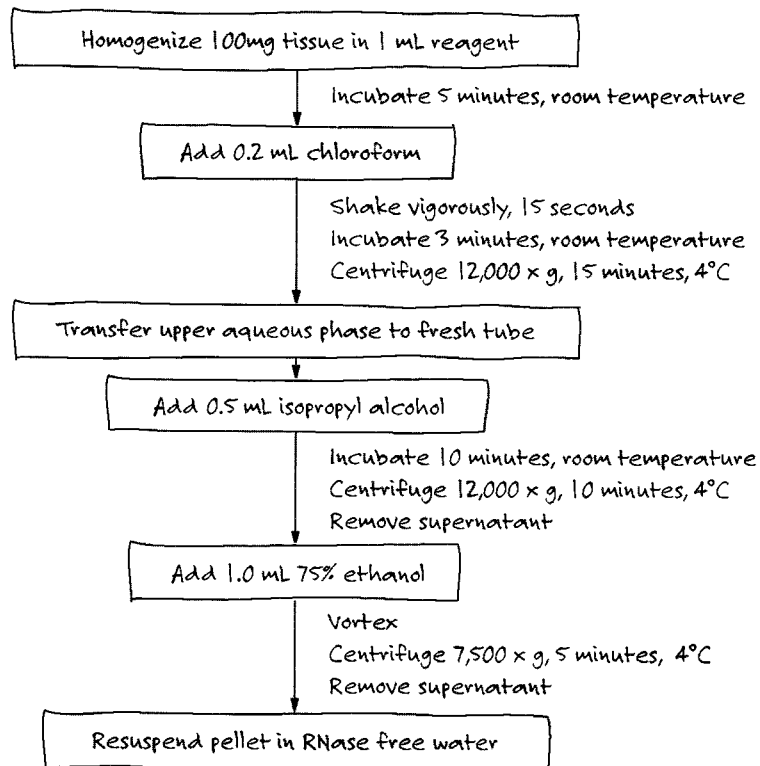 Homogenize 100mg tissue in 1 mL reagent
Incubate 5 minutes, room temperature
Add 0.2 mL chloroform
Shake vigorously, 15 seconds
Incubate 3 minutes, room temperature
Centrifuge 12,000 x g, 15 minutes, 4°C
Transfer upper aqueous phase to fresh tube
Add 0.5 mL isopropyl alcohol
Incubate 10 minutes, room temperature
Centrifuge 12,000 x g, 10 minutes, 4°C
Remove supernatant
Add 1.0 mL 75% ethanol
Vortex
Centrifuge 7,500 x g, 5 minutes, 4°C
Remove supernatant
Resuspend pellet in RNase free water